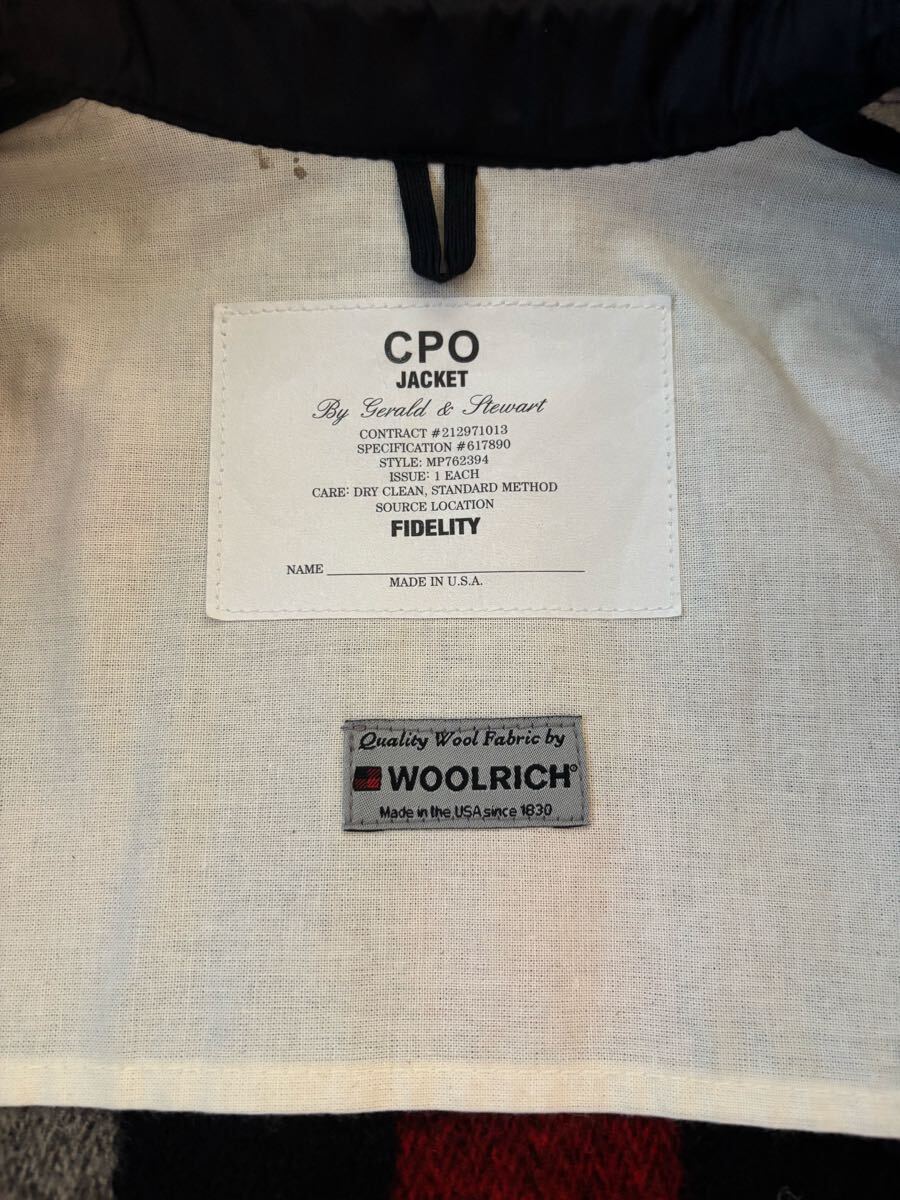 CPO
JACKET
By Gerald & Stewart
CONTRACT #212971013
SPECIFICATION #617890
STYLE: MP762394
ISSUE: 1 EACH
CARE: DRY CLEAN, STANDARD METHOD
SOURCE LOCATION
FIDELITY
NAME
MADE IN U.S.A.
Quality Wool Fabric by
WOOLRICH®
Made in the USA since 1830